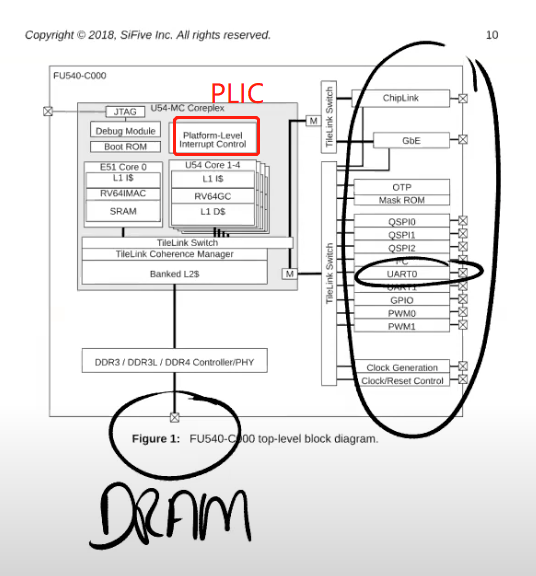 Copyright © 2018, SiFive Inc. All rights reserved.
10
FU540-C000
PLIC
JTAG
U54-MC Coreplex
Debug Module
Boot ROM
Platform-Level
Interrupt Control
E51 Core 0
L1 I$
RV64IMAC
SRAM
U54 Core 1-4
L1 I$
RV64GC
L1 D$
TileLink Switch
TileLink Coherence Manager
Banked L2$
M
M
TileLink Switch
TileLink Switch
ChipLink
GbE
OTP
Mask ROM
QSPI0
QSPI1
QSPI2
UART0
UART1
GPIO
PWM0
PWM1
Clock Generation
Clock/Reset Control
DDR3 / DDR3L / DDR4 Controller/PHY
Figure 1: FU540-C000 top-level block diagram.
DRAM